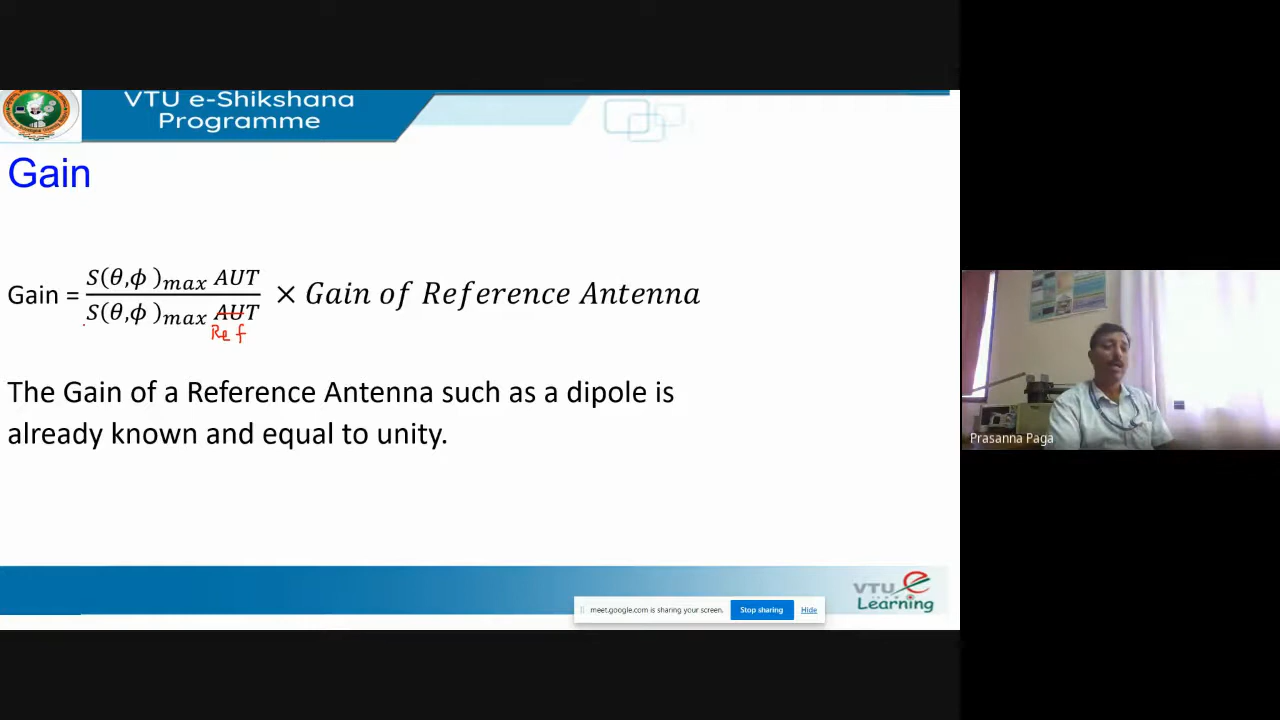 VTU e-Shikshana
Programme
Gain
Gain = S(θ,ϕ )max AUT / S(θ,ϕ )max AUT × Gain of Reference Antenna
Ref
The Gain of a Reference Antenna such as a dipole is
already known and equal to unity.
Prasanna Paga
VTU e
Learning
meet.google.com is sharing your screen. Stop sharing Hide